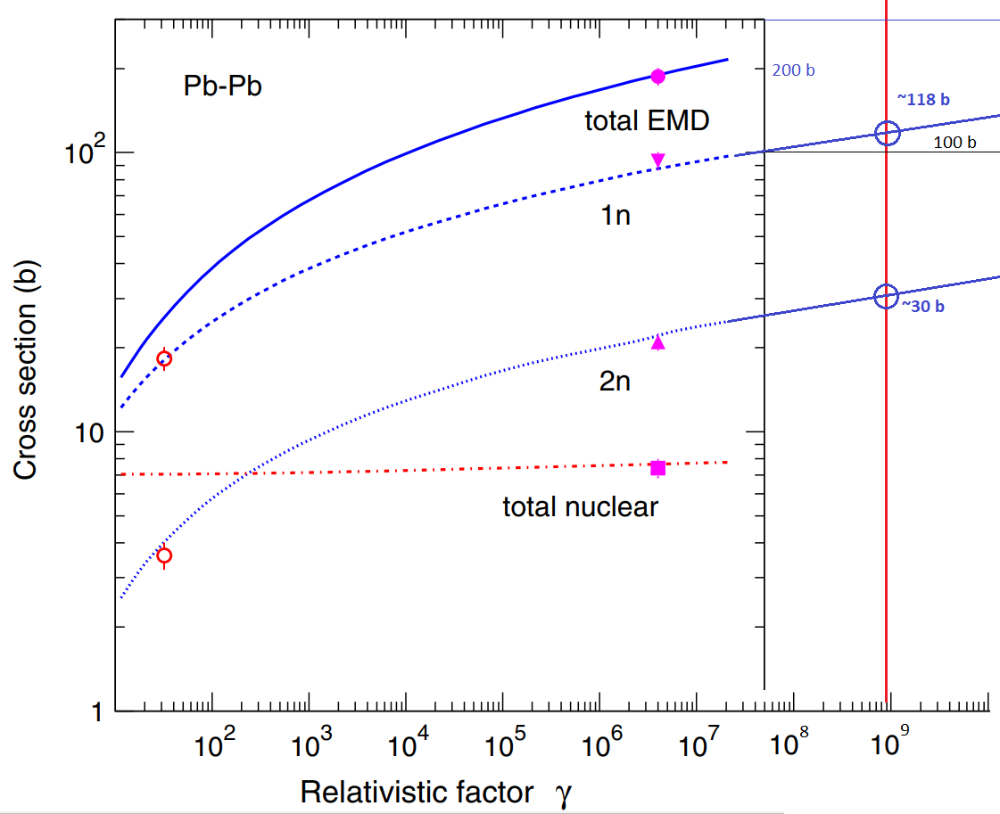 Pb-Pb
200 b
~118 b
total EMD
10²
100 b
1n
Cross section (b)
~30 b
2n
10
total nuclear
1
10² 10³ 10⁴ 10⁵ 10⁶ 10⁷ 10⁸ 10⁹
Relativistic factor γ